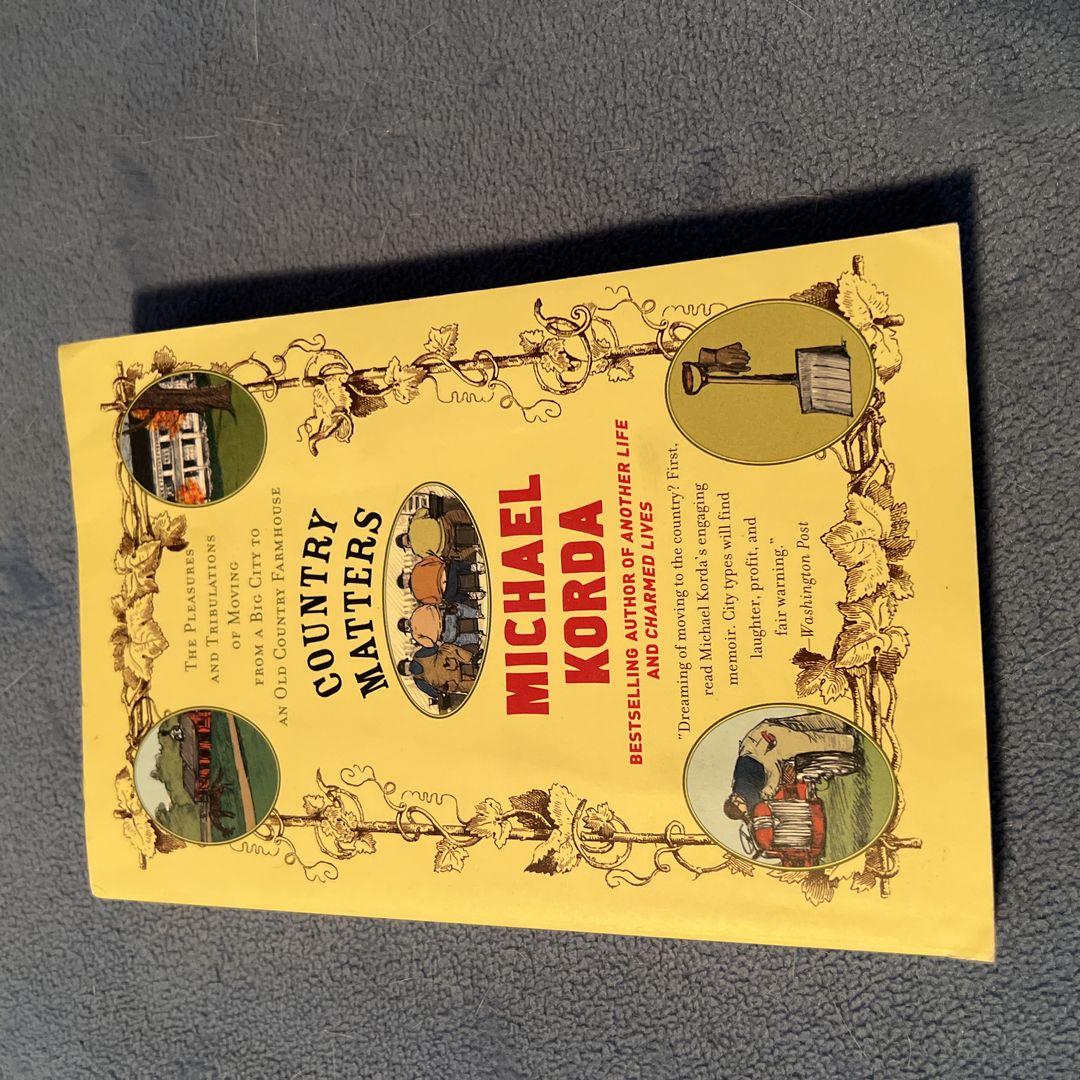 THE PLEASURES
AND TRIBULATIONS
OF MOVING
FROM A BIG CITY TO
AN OLD COUNTRY FARMHOUSE
COUNTRY
MATTERS
MICHAEL
KORDA
BESTSELLING AUTHOR OF ANOTHER LIFE
AND CHARMED LIVES
"Dreaming of moving to the country? First,
read Michael Korda's engaging
memoir. City types will find
laughter, profit, and
fair warning."
—Washington Post